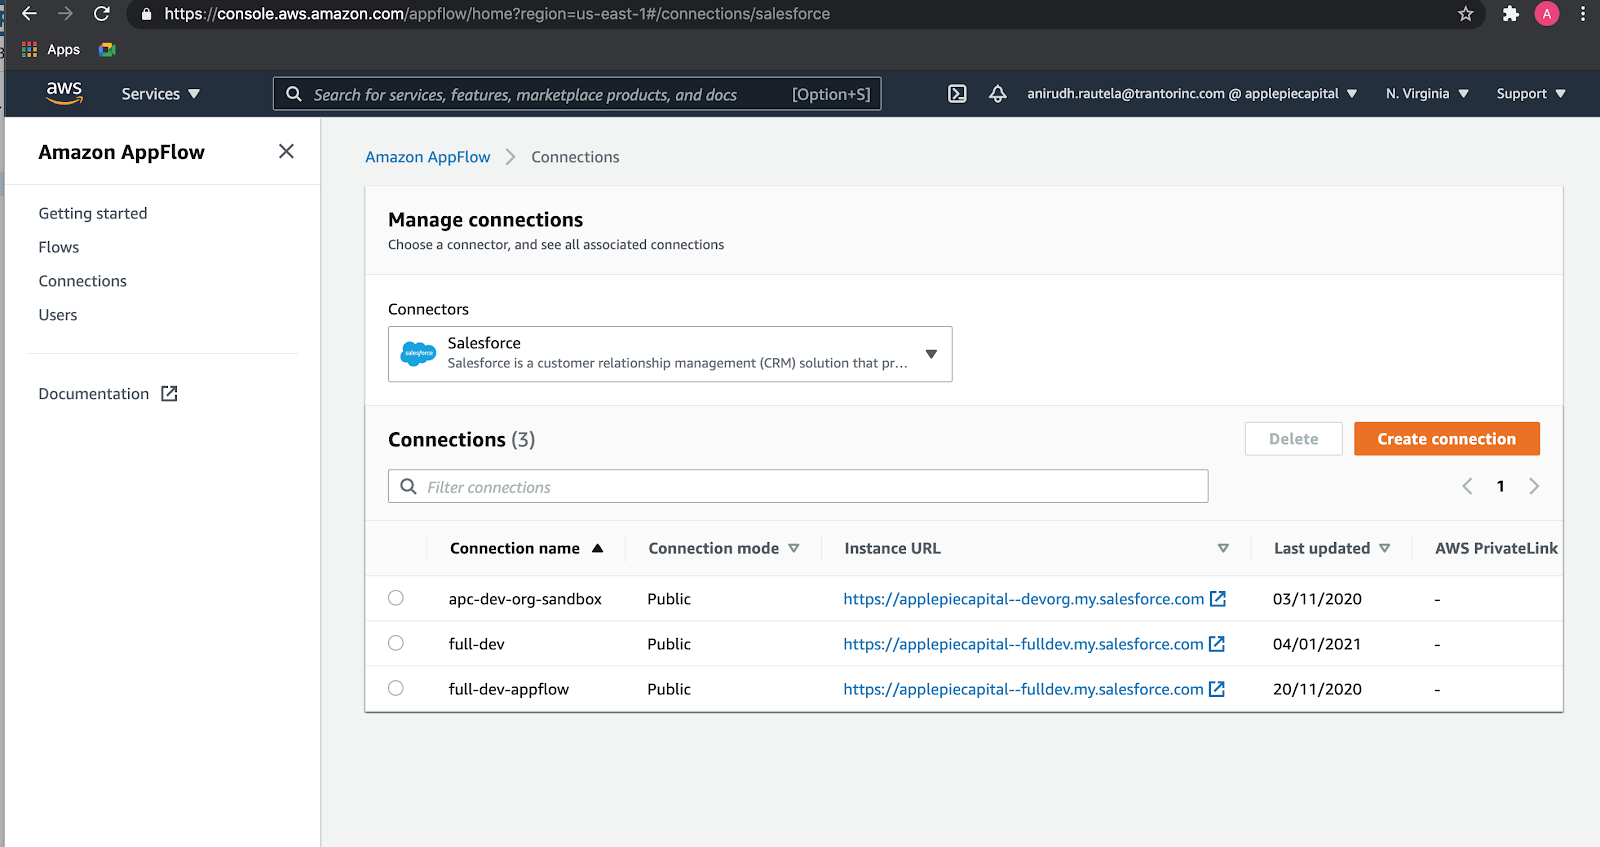 https://console.aws.amazon.com/appflow/home?region=us-east-1#/connections/salesforce
A
Apps
aws
Services
Search for services, features, marketplace products, and docs [Option+S]
anirudh.rautela@trantorinc.com @ applepiecapital
N. Virginia
Support
Amazon AppFlow
Getting started
Flows
Connections
Users
Documentation
Amazon AppFlow
Connections
Manage connections
Choose a connector, and see all associated connections
Connectors
salesforce
Salesforce
Salesforce is a customer relationship management (CRM) solution that pr...
Connections (3)
Delete
Create connection
Filter connections
1
Connection name Connection mode Instance URL Last updated AWS PrivateLink
apc-dev-org-sandbox Public https://applepiecapital--devorg.my.salesforce.com 03/11/2020 -
full-dev Public https://applepiecapital--fulldev.my.salesforce.com 04/01/2021 -
full-dev-appflow Public https://applepiecapital--fulldev.my.salesforce.com 20/11/2020 -